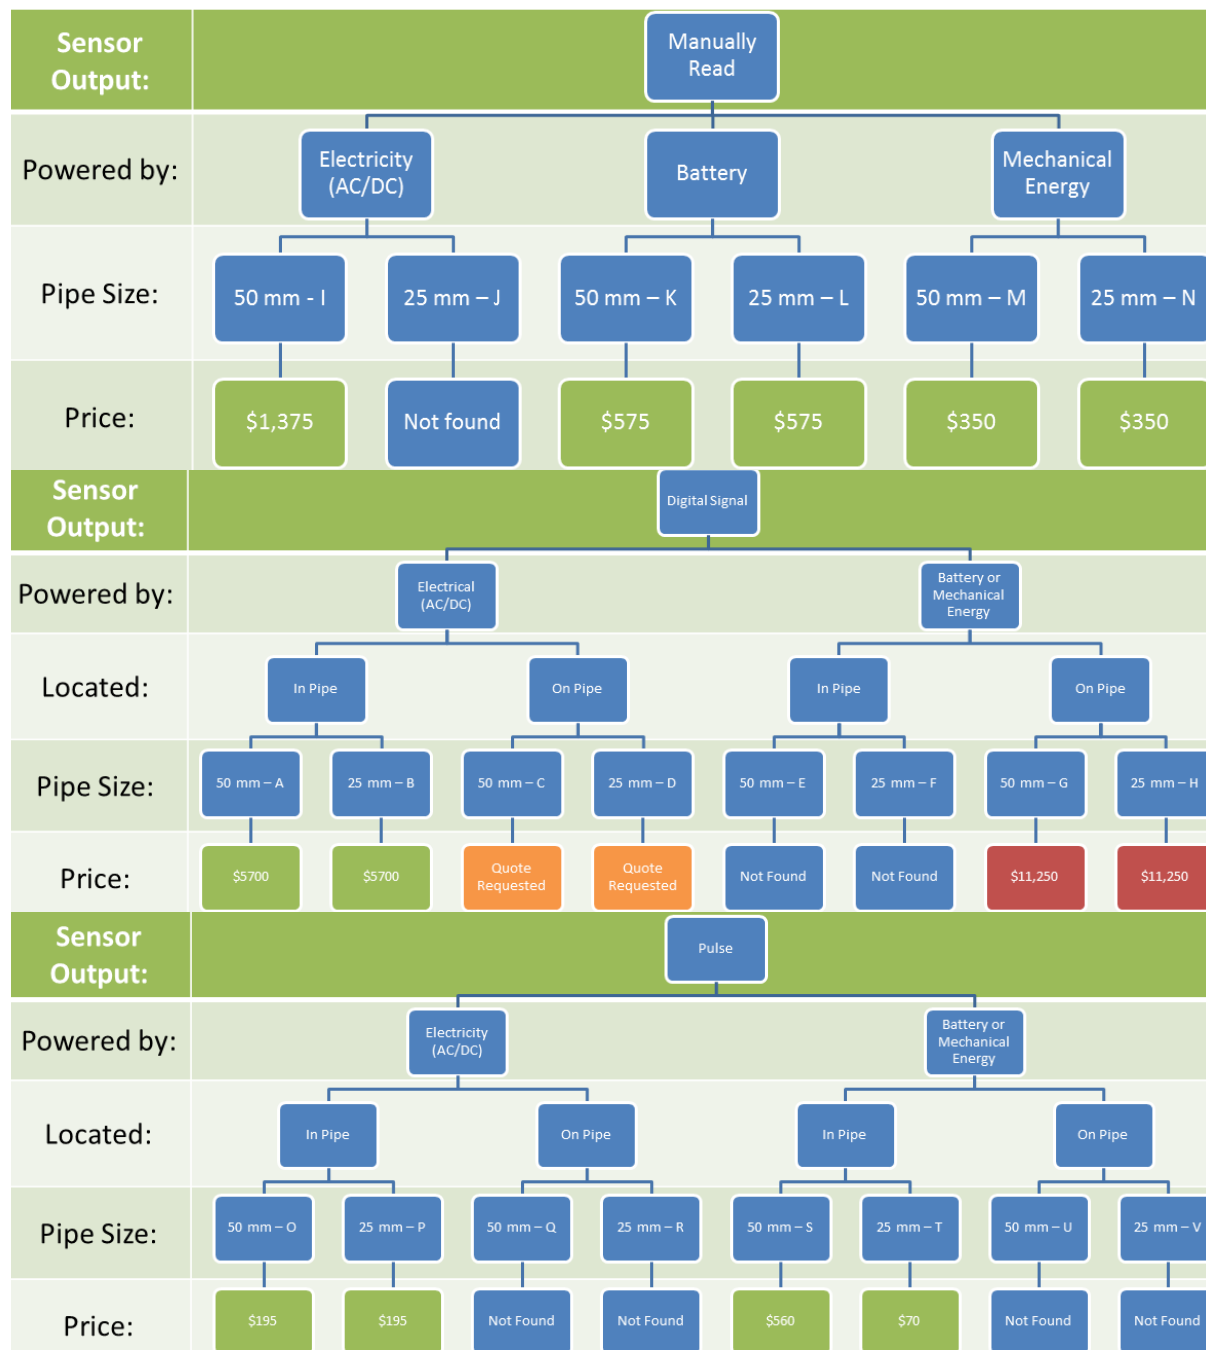 Sensor
Output:
Manually
Read
Powered by:
Electricity
(AC/DC)
Battery
Mechanical
Energy
Pipe Size:
50 mm - I
25 mm – J
50 mm – K
25 mm – L
50 mm – M
25 mm – N
Price:
$1,375
Not found
$575
$575
$350
$350
Sensor
Output:
Digital Signal
Powered by:
Electrical
(AC/DC)
Battery or
Mechanical
Energy
Located:
In Pipe
On Pipe
In Pipe
On Pipe
Pipe Size:
50 mm – A
25 mm – B
50 mm – C
25 mm – D
50 mm – E
25 mm – F
50 mm – G
25 mm – H
Price:
$5700
$5700
Quote
Requested
Quote
Requested
Not Found
Not Found
$11,250
$11,250
Sensor
Output:
Pulse
Powered by:
Electricity
(AC/DC)
Battery or
Mechanical
Energy
Located:
In Pipe
On Pipe
In Pipe
On Pipe
Pipe Size:
50 mm – O
25 mm – P
50 mm – Q
25 mm – R
50 mm – S
25 mm – T
50 mm – U
25 mm – V
Price:
$195
$195
Not Found
Not Found
$560
$70
Not Found
Not Found